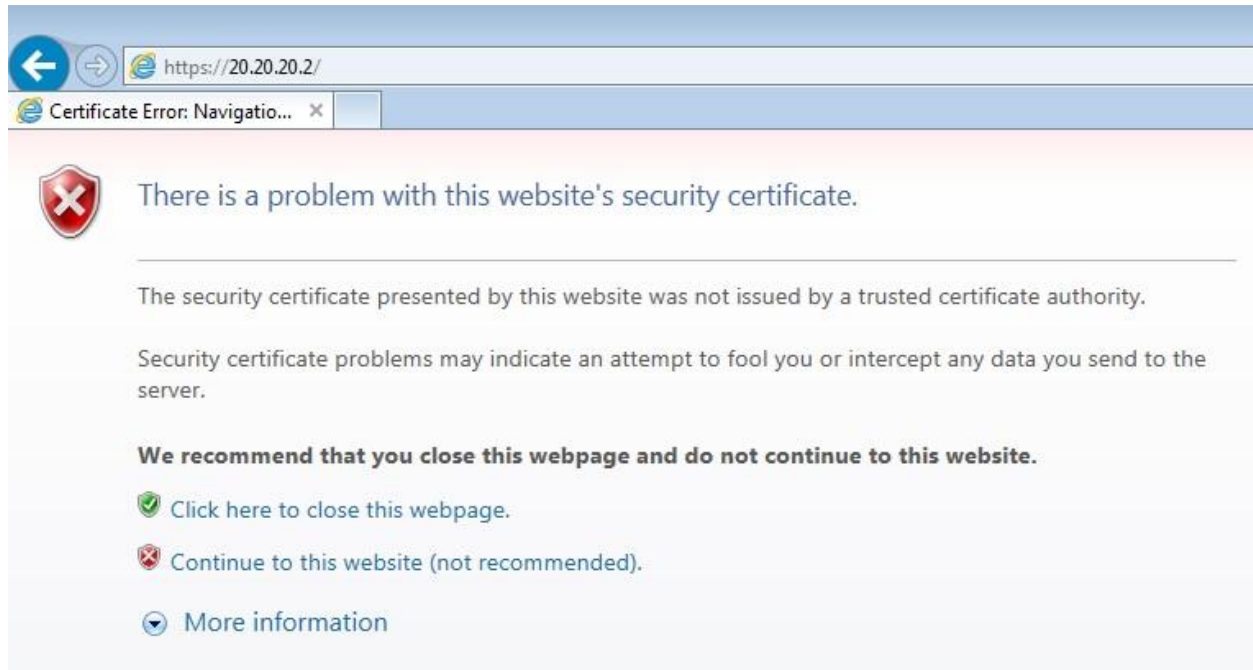 https://20.20.20.2/
Certificate Error: Navigatio...
There is a problem with this website's security certificate.
The security certificate presented by this website was not issued by a trusted certificate authority.
Security certificate problems may indicate an attempt to fool you or intercept any data you send to the
server.
We recommend that you close this webpage and do not continue to this website.
Click here to close this webpage.
Continue to this website (not recommended).
More information